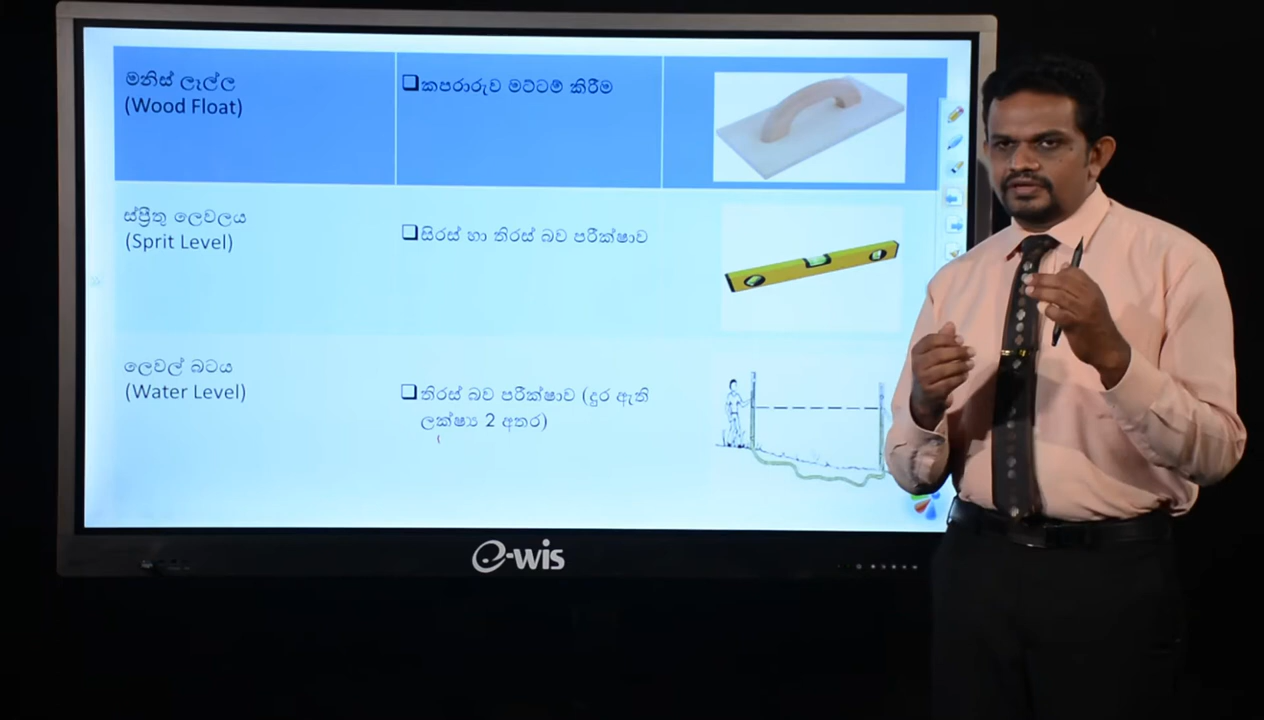 මනිස් ලෑල්ල
(Wood Float)
කපරාරුව මට්ටම් කිරීම
ස්ප්‍රීතු ලෙවලය
(Sprit Level)
සිරස් හා තිරස් බව පරීක්ෂාව
ලෙවල් බටය
(Water Level)
තිරස් බව පරීක්ෂාව (දුර ඇති
ලක්ෂ්‍ය 2 අතර)
e-wis